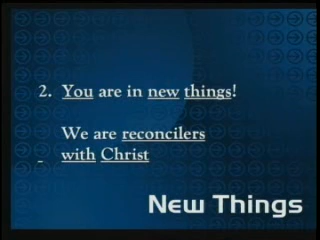 2. You are in new things!
We are reconcilers
with Christ
New Things